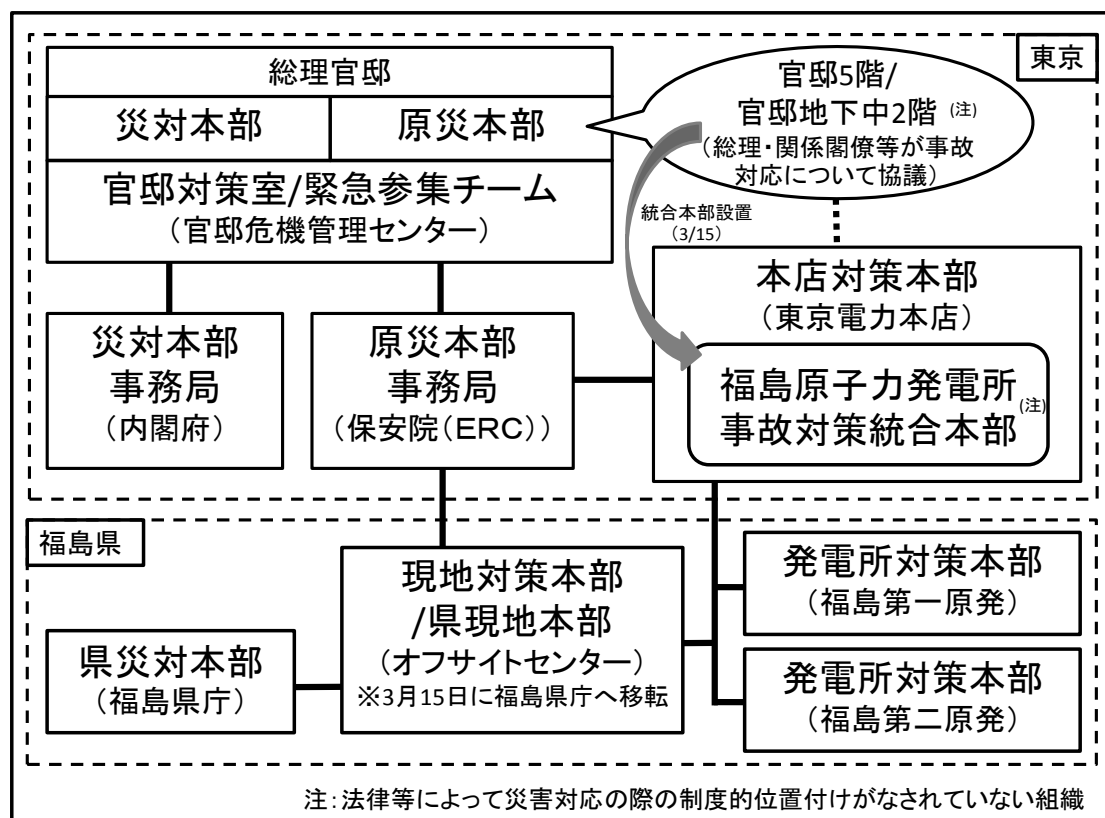 東京
総理官邸
災対本部
原災本部
官邸対策室/緊急参集チーム
（官邸危機管理センター）
官邸5階/
官邸地下中2階 (注)
（総理・関係閣僚等が事故
対応について協議）
統合本部設置
（3/15）
災対本部
事務局
（内閣府）
原災本部
事務局
（保安院（ERC））
本店対策本部
（東京電力本店）
福島原子力発電所
事故対策統合本部 (注)
福島県
現地対策本部
/県現地本部
（オフサイトセンター）
※3月15日に福島県庁へ移転
県災対本部
（福島県庁）
発電所対策本部
（福島第一原発）
発電所対策本部
（福島第二原発）
注：法律等によって災害対応の際の制度的位置付けがなされていない組織